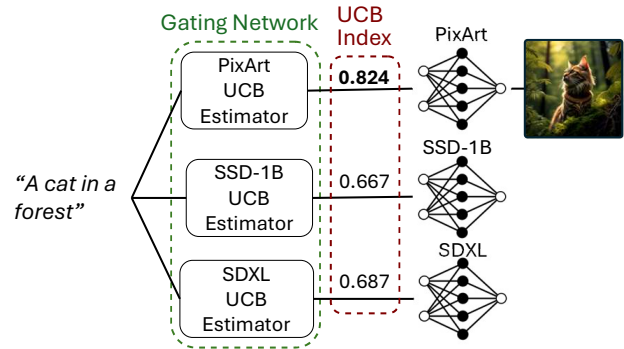 Gating Network
UCB
Index
PixArt
PixArt
UCB
Estimator
0.824
SSD-1B
SSD-1B
UCB
Estimator
0.667
“A cat in a
forest”
SDXL
SDXL
UCB
Estimator
0.687